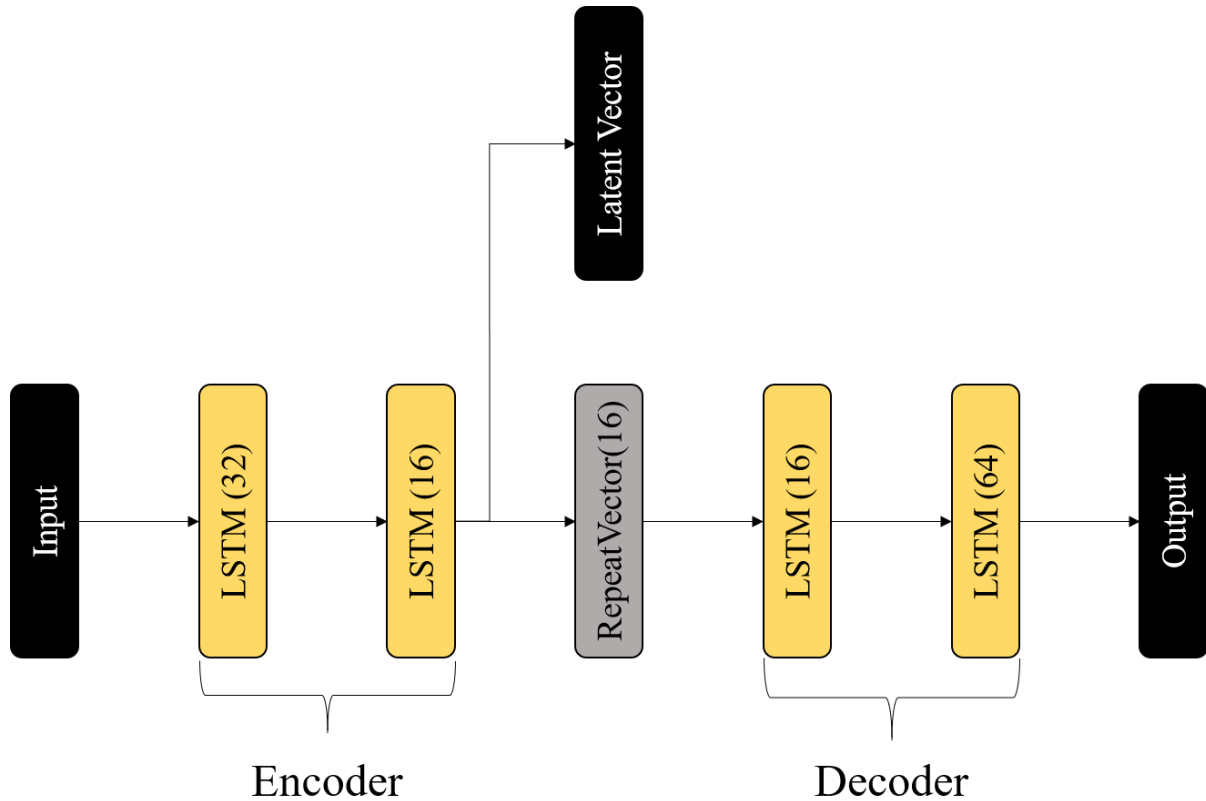 Latent Vector
Input
LSTM (32)
LSTM (16)
RepeatVector(16)
LSTM (16)
LSTM (64)
Output
Encoder
Decoder